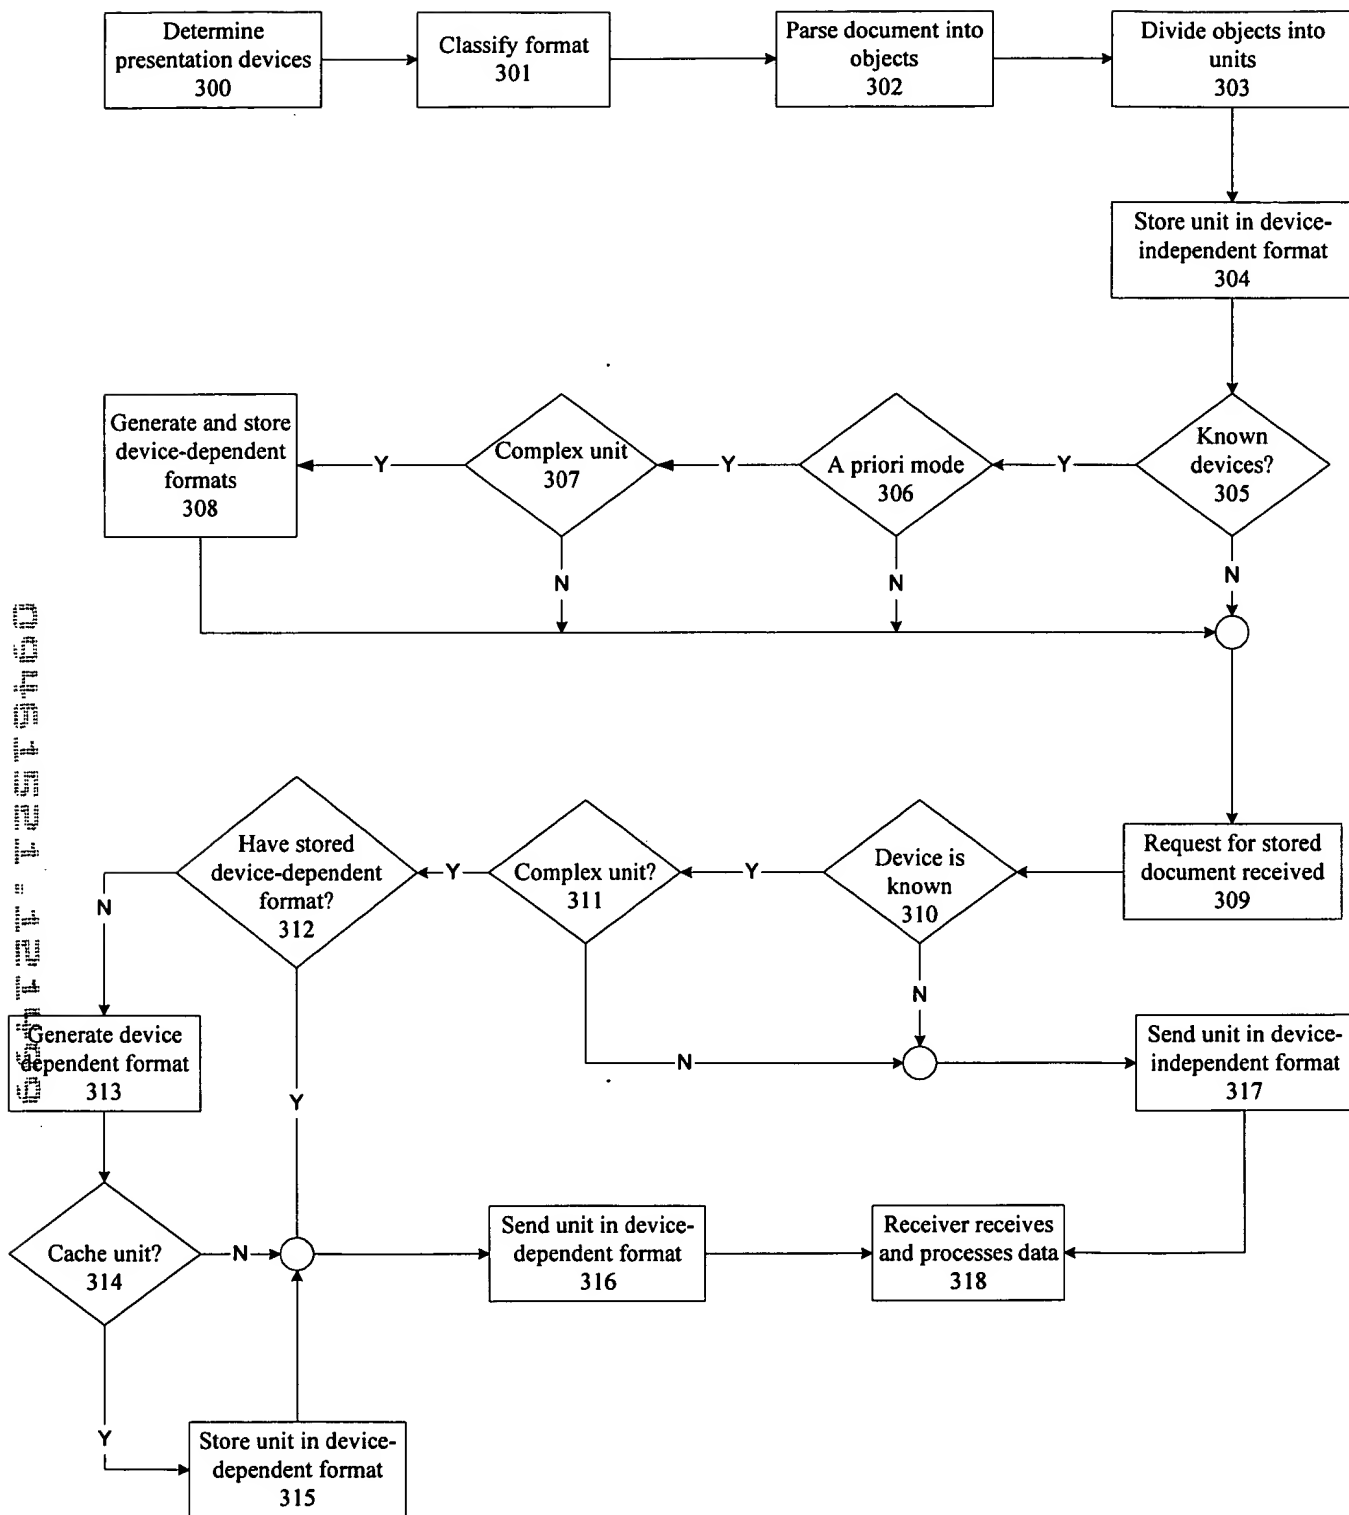 Determine
presentation devices
300
Classify format
301
Parse document into
objects
302
Divide objects into
units
303
Store unit in device-
independent format
304
Known
devices?
305
Y
A priori mode
306
Y
Complex unit
307
Y
Generate and store
device-dependent
formats
308
N
N
N
Request for stored
document received
309
Device is
known
310
Y
Complex unit?
311
Y
Have stored
device-dependent
format?
312
N
N
N
Y
Generate device
dependent format
313
Send unit in device-
independent format
317
Cache unit?
314
N
Send unit in device-
dependent format
316
Receiver receives
and processes data
318
Y
Store unit in device-
dependent format
315